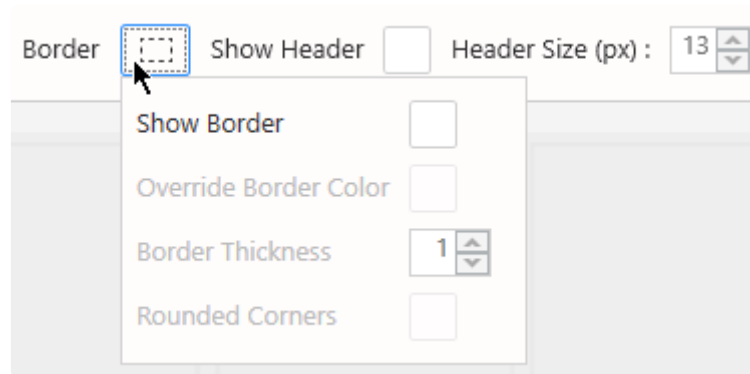 Border Show Header Header Size (px) : 13
Show Border
Override Border Color
Border Thickness 1
Rounded Corners